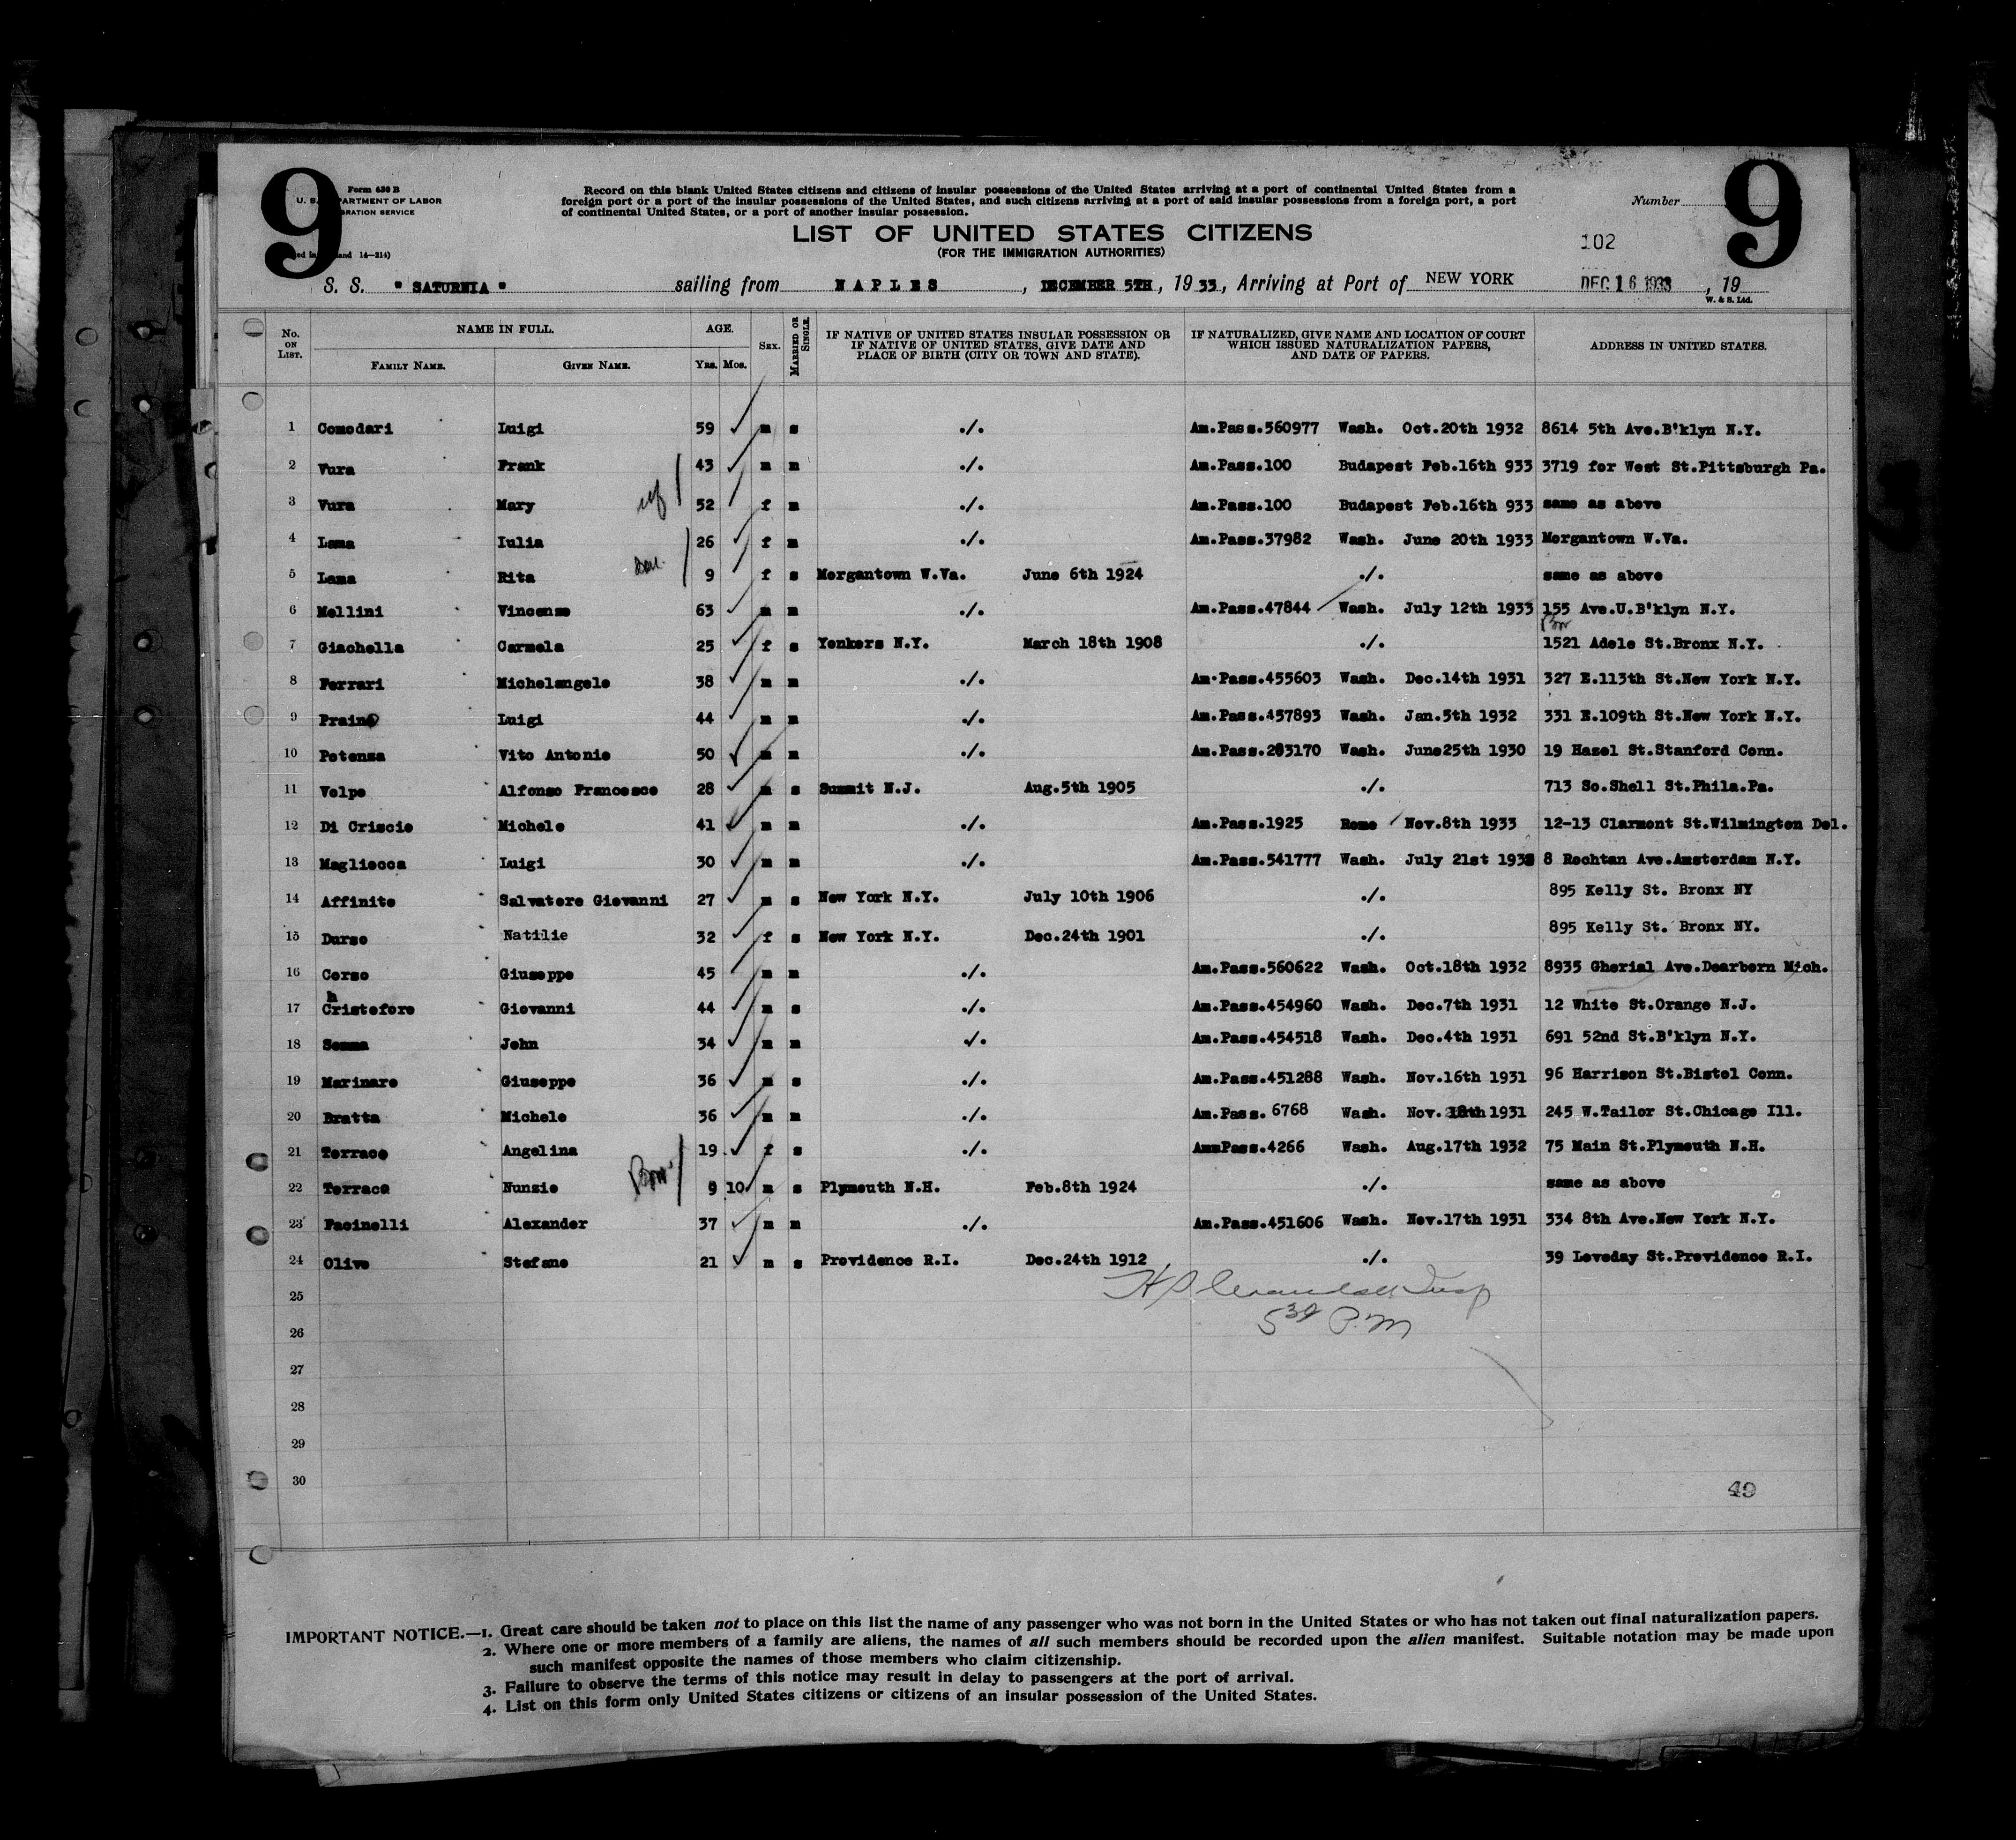 9
9
Form 630 B
U. S. DEPARTMENT OF LABOR
IMMIGRATION SERVICE
and 14—214)
Record on this blank United States citizens and citizens of insular possessions of the United States arriving at a port of continental United States from a
foreign port or a port of the insular possessions of the United States, and such citizens arriving at a port of said insular possessions from a foreign port, a port
of continental United States, or a port of another insular possession.
Number
LIST OF UNITED STATES CITIZENS
(FOR THE IMMIGRATION AUTHORITIES)
102
S. S. "SATURNIA" sailing from NAPLES, DECEMBER 5TH, 1933, Arriving at Port of NEW YORK DEC 16 1933, 19
W. & S. Ltd.
No. ON LIST. NAME IN FULL. FAMILY NAME. GIVEN NAME. AGE. YRS. MOS. SEX. MARRIED OR SINGLE. IF NATIVE OF UNITED STATES INSULAR POSSESSION OR IF NATIVE OF UNITED STATES, GIVE DATE AND PLACE OF BIRTH (CITY OR TOWN AND STATE). IF NATURALIZED, GIVE NAME AND LOCATION OF COURT WHICH ISSUED NATURALIZATION PAPERS, AND DATE OF PAPERS. ADDRESS IN UNITED STATES.
1 Comodari Luigi 59 m s ./. Am.Pass.560977 Wash. Oct.20th 1932 8614 5th Ave.B'klyn N.Y.
2 Vura Frank 43 m m ./. Am.Pass.100 Budapest Feb.16th 933 3719 for West St.Pittsburgh Pa.
3 Vura Mary 52 f m ./. Am.Pass.100 Budapest Feb.16th 933 same as above
4 Lama Iulia 26 f m ./. Am.Pass.37982 Wash. June 20th 1933 Morgantown W.Va.
5 Lama Rita 9 f s Morgantown W.Va. June 6th 1924 ./. same as above
6 Mellini Vincenzo 63 m m ./. Am.Pass.47844 Wash. July 12th 1933 155 Ave.U.B'klyn N.Y.
7 Giachella Carmela 25 f s Yonkers N.Y. March 18th 1908 ./. 1521 Adele St.Bronx N.Y.
8 Ferrari Michelangelo 38 m m ./. Am.Pass.455603 Wash. Dec.14th 1931 327 E.113th St.New York N.Y.
9 Praino Luigi 44 m m ./. Am.Pass.457893 Wash. Jan.5th 1932 331 E.109th St.New York N.Y.
10 Potenza Vito Antonio 50 m m ./. Am.Pass.203170 Wash. June25th 1930 19 Hazel St.Stanford Conn.
11 Volpe Alfonso Francesco 28 m s Summit N.J. Aug.5th 1905 ./. 713 So.Shell St.Phila.Pa.
12 Di Criscio Michele 41 m m ./. Am.Pass.1925 Rome Nov.8th 1933 12-13 Clarmont St.Wilmington Del.
13 Magliocca Luigi 30 m m ./. Am.Pass.541777 Wash. July 21st 8 Rochtan Ave.Amsterdam N.Y.
14 Affinito Salvatore Giovanni 27 m s New York N.Y. July 10th 1906 ./. 895 Kelly St. Bronx NY
15 Durso Natilie 32 f s New York N.Y. Dec.24th 1901 ./. 895 Kelly St. Bronx NY.
16 Corso Giuseppe 45 m m ./. Am.Pass.560622 Wash. Oct.18th 1932 8935 Gherial Ave.Dearborn Mich.
h
17 Cristofore Giovanni 44 m s ./. Am.Pass.454960 Wash. Dec.7th 1931 12 White St.Orange N.J.
18 Somma John 34 m m ./. Am.Pass.454518 Wash. Dec.4th 1931 691 52nd St.B'klyn N.Y.
19 Marinaro Giuseppe 36 m s ./. Am.Pass.451288 Wash. Nov.16th 1931 96 Harrison St.Bistol Conn.
20 Bratta Michele 36 m m ./. Am.Pass. 6768 Wash. Nov. 18th 1931 245 W.Tailor St.Chicago Ill.
21 Terrace Angelina 19 f s ./. AmmPass.4266 Wash. Aug.17th 1932 75 Main St.Plymouth N.H.
22 Terrace Nunzio 9 10 m s Plymouth N.H. Feb.8th 1924 ./. same as above
23 Facinelli Alexander 37 m m ./. Am.Pass.451606 Wash. Nov.17th 1931 334 8th Ave.New York N.Y.
24 Olivo Stefano 21 m s Providence R.I. Dec.24th 1912 ./. 39 Loveday St.Providence R.I.
25
26 5 30 P.M
27
28
29
30
49
IMPORTANT NOTICE.—1. Great care should be taken not to place on this list the name of any passenger who was not born in the United States or who has not taken out final naturalization papers.
2. Where one or more members of a family are aliens, the names of all such members should be recorded upon the alien manifest. Suitable notation may be made upon
such manifest opposite the names of those members who claim citizenship.
3. Failure to observe the terms of this notice may result in delay to passengers at the port of arrival.
4. List on this form only United States citizens or citizens of an insular possession of the United States.